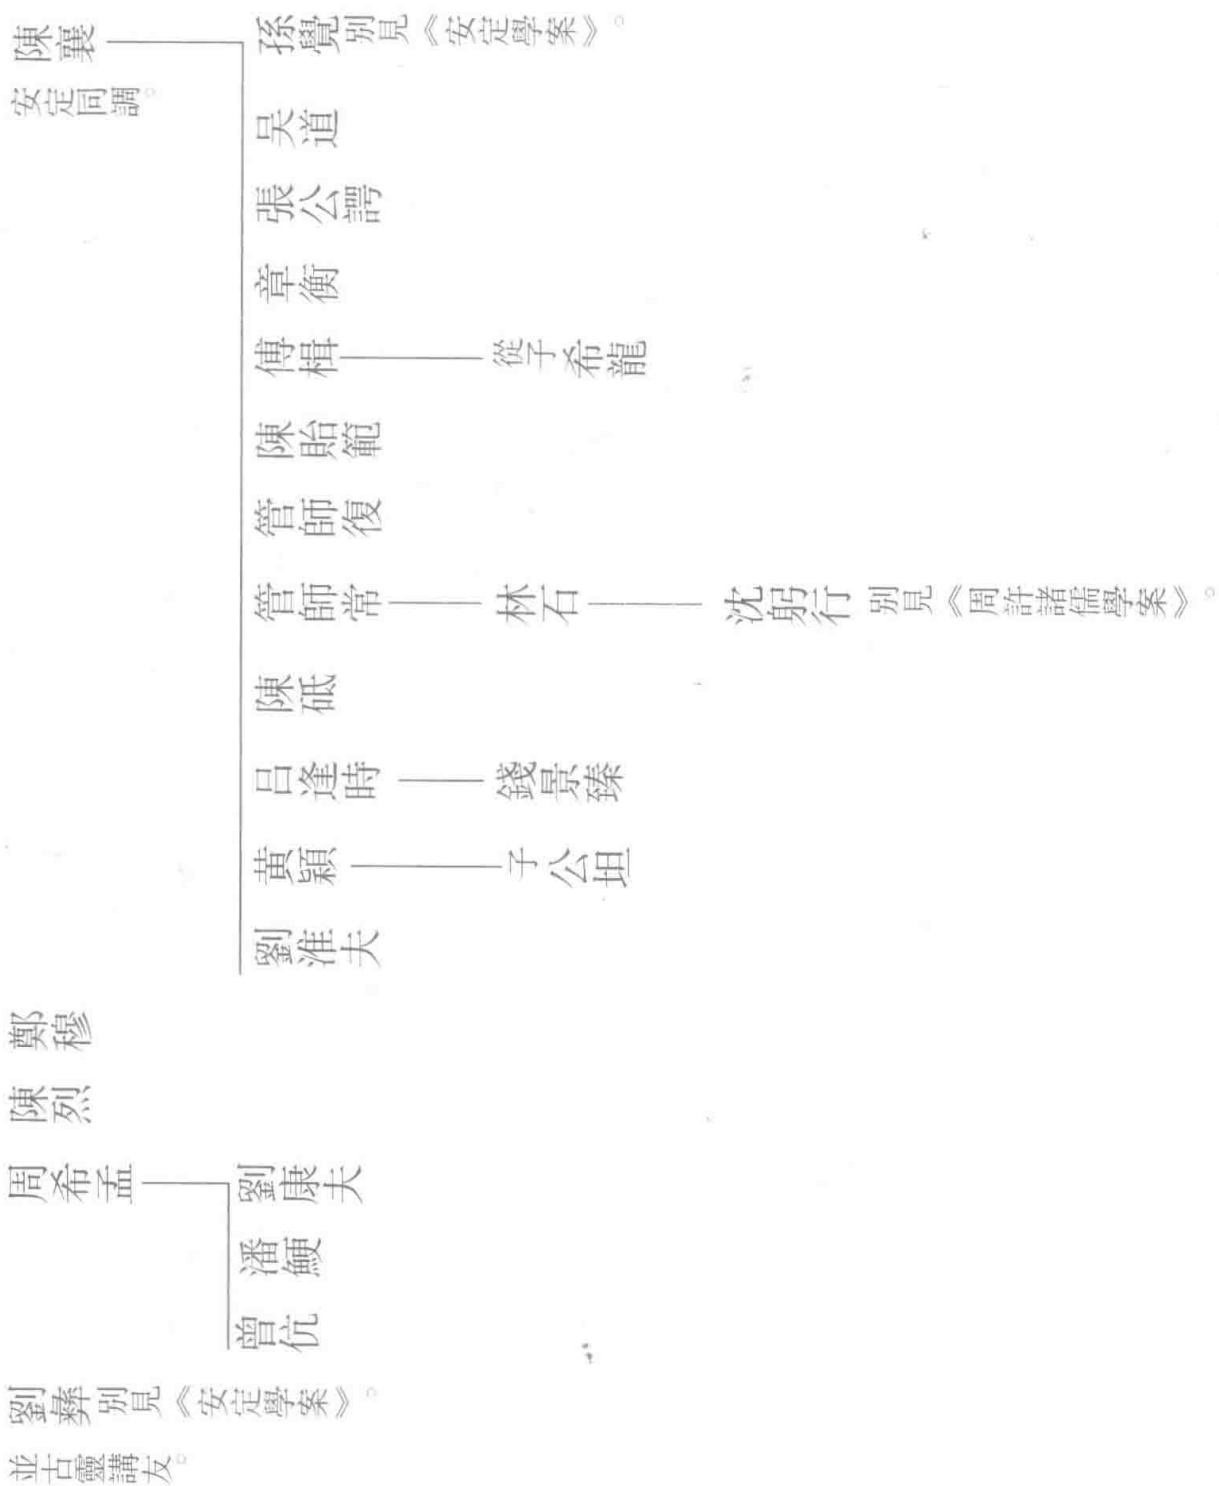 陳襄
安定同調。
孫覺別見《安定學案》。
吴道
張公諤
章衡
傅楫 從子希龍
陳貽範
管師復
管師常 林石 沈躬行 別見《周許諸儒學案》。
陳砥
吕逢時 錢景臻
黄穎 子公坦
劉淮夫
鄭穆
陳烈
周希孟 劉康夫
潘鯁
曾伉
劉彝別見《安定學案》。
並古靈講友。